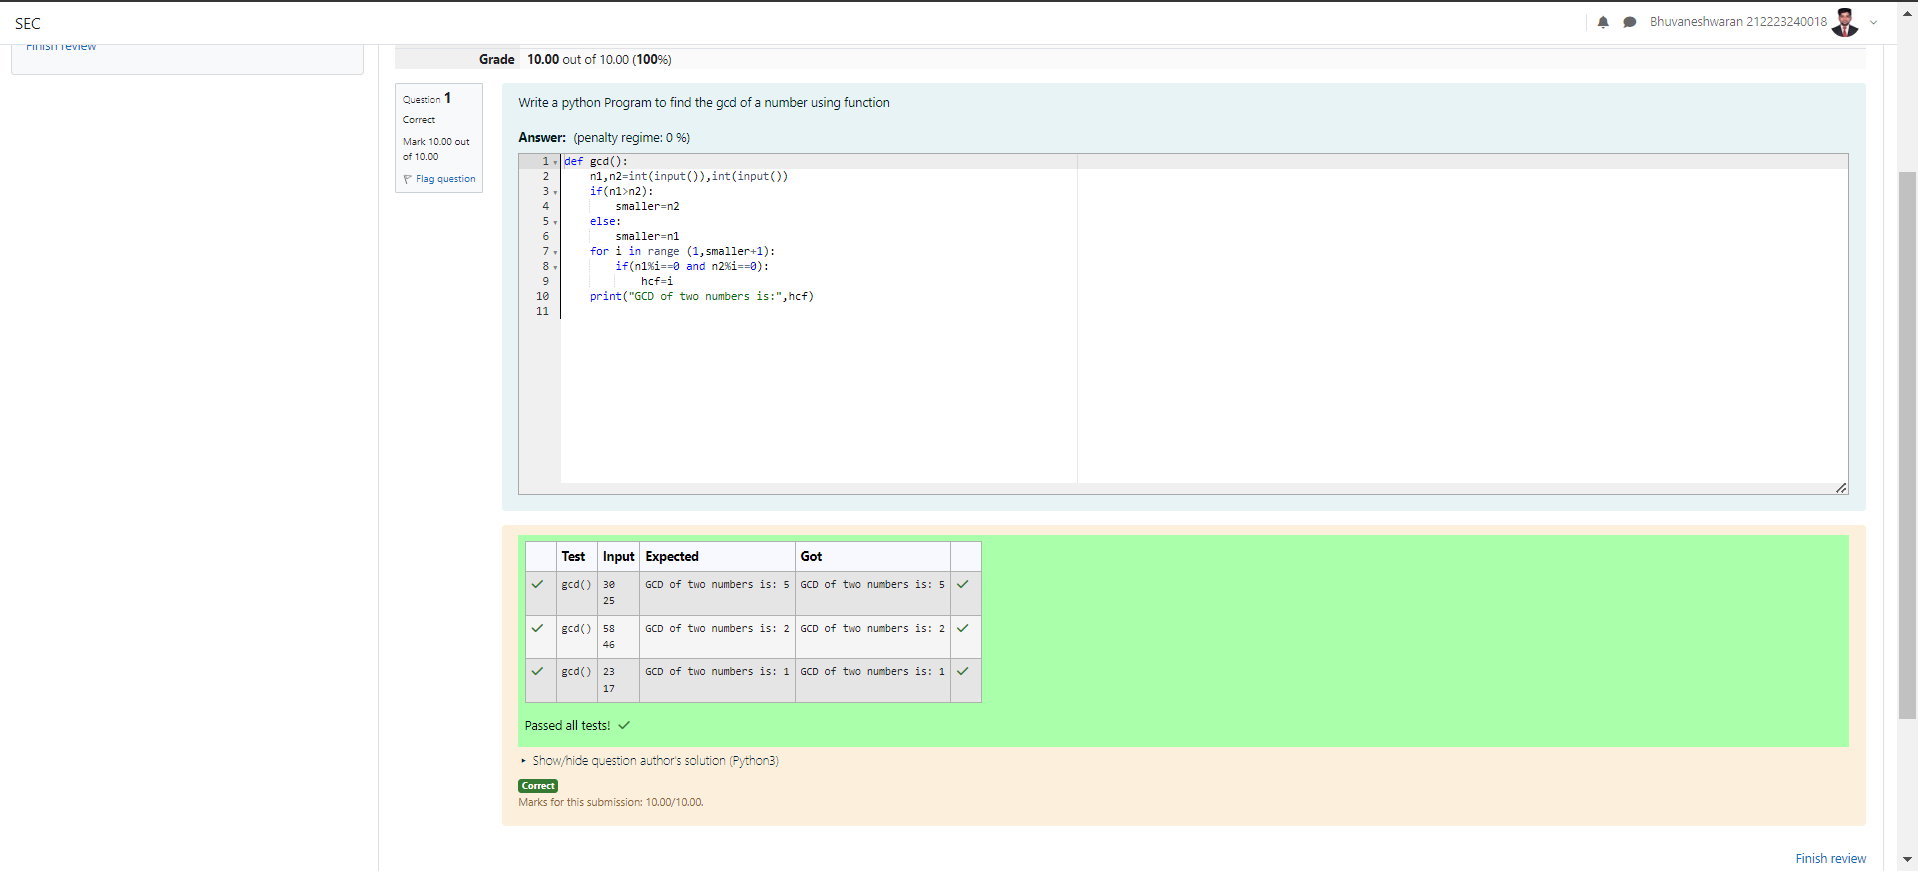 SEC
Bhuvaneshwaran 212223240018
Finish review
Grade 10.00 out of 10.00 (100%)
Question 1
Correct
Mark 10.00 out
of 10.00
Flag question
Write a python Program to find the gcd of a number using function
Answer: (penalty regime: 0 %)
1 def gcd():
2     n1,n2=int(input()),int(input())
3     if(n1>n2):
4         smaller=n2
5     else:
6         smaller=n1
7     for i in range (1,smaller+1):
8         if(n1%i==0 and n2%i==0):
9             hcf=i
10     print("GCD of two numbers is:",hcf)
11
Test Input Expected Got
gcd() 30 GCD of two numbers is: 5 GCD of two numbers is: 5
25
gcd() 58 GCD of two numbers is: 2 GCD of two numbers is: 2
46
gcd() 23 GCD of two numbers is: 1 GCD of two numbers is: 1
17
Passed all tests!
Show/hide question author's solution (Python3)
Correct
Marks for this submission: 10.00/10.00.
Finish review